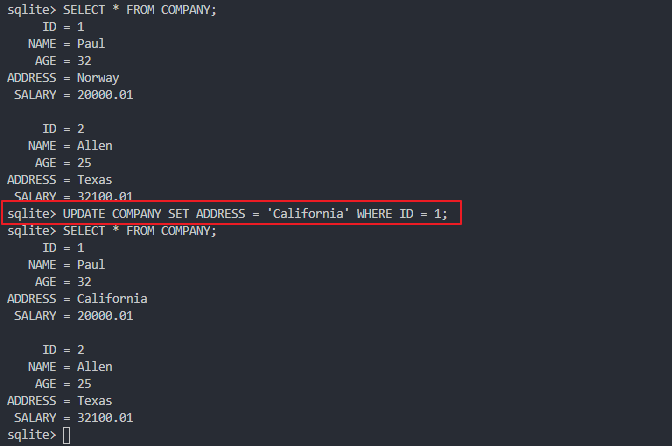 sqlite> SELECT * FROM COMPANY;
ID = 1
NAME = Paul
AGE = 32
ADDRESS = Norway
SALARY = 20000.01
ID = 2
NAME = Allen
AGE = 25
ADDRESS = Texas
SALARY = 32100.01
sqlite> UPDATE COMPANY SET ADDRESS = 'California' WHERE ID = 1;
sqlite> SELECT * FROM COMPANY;
ID = 1
NAME = Paul
AGE = 32
ADDRESS = California
SALARY = 20000.01
ID = 2
NAME = Allen
AGE = 25
ADDRESS = Texas
SALARY = 32100.01
sqlite>